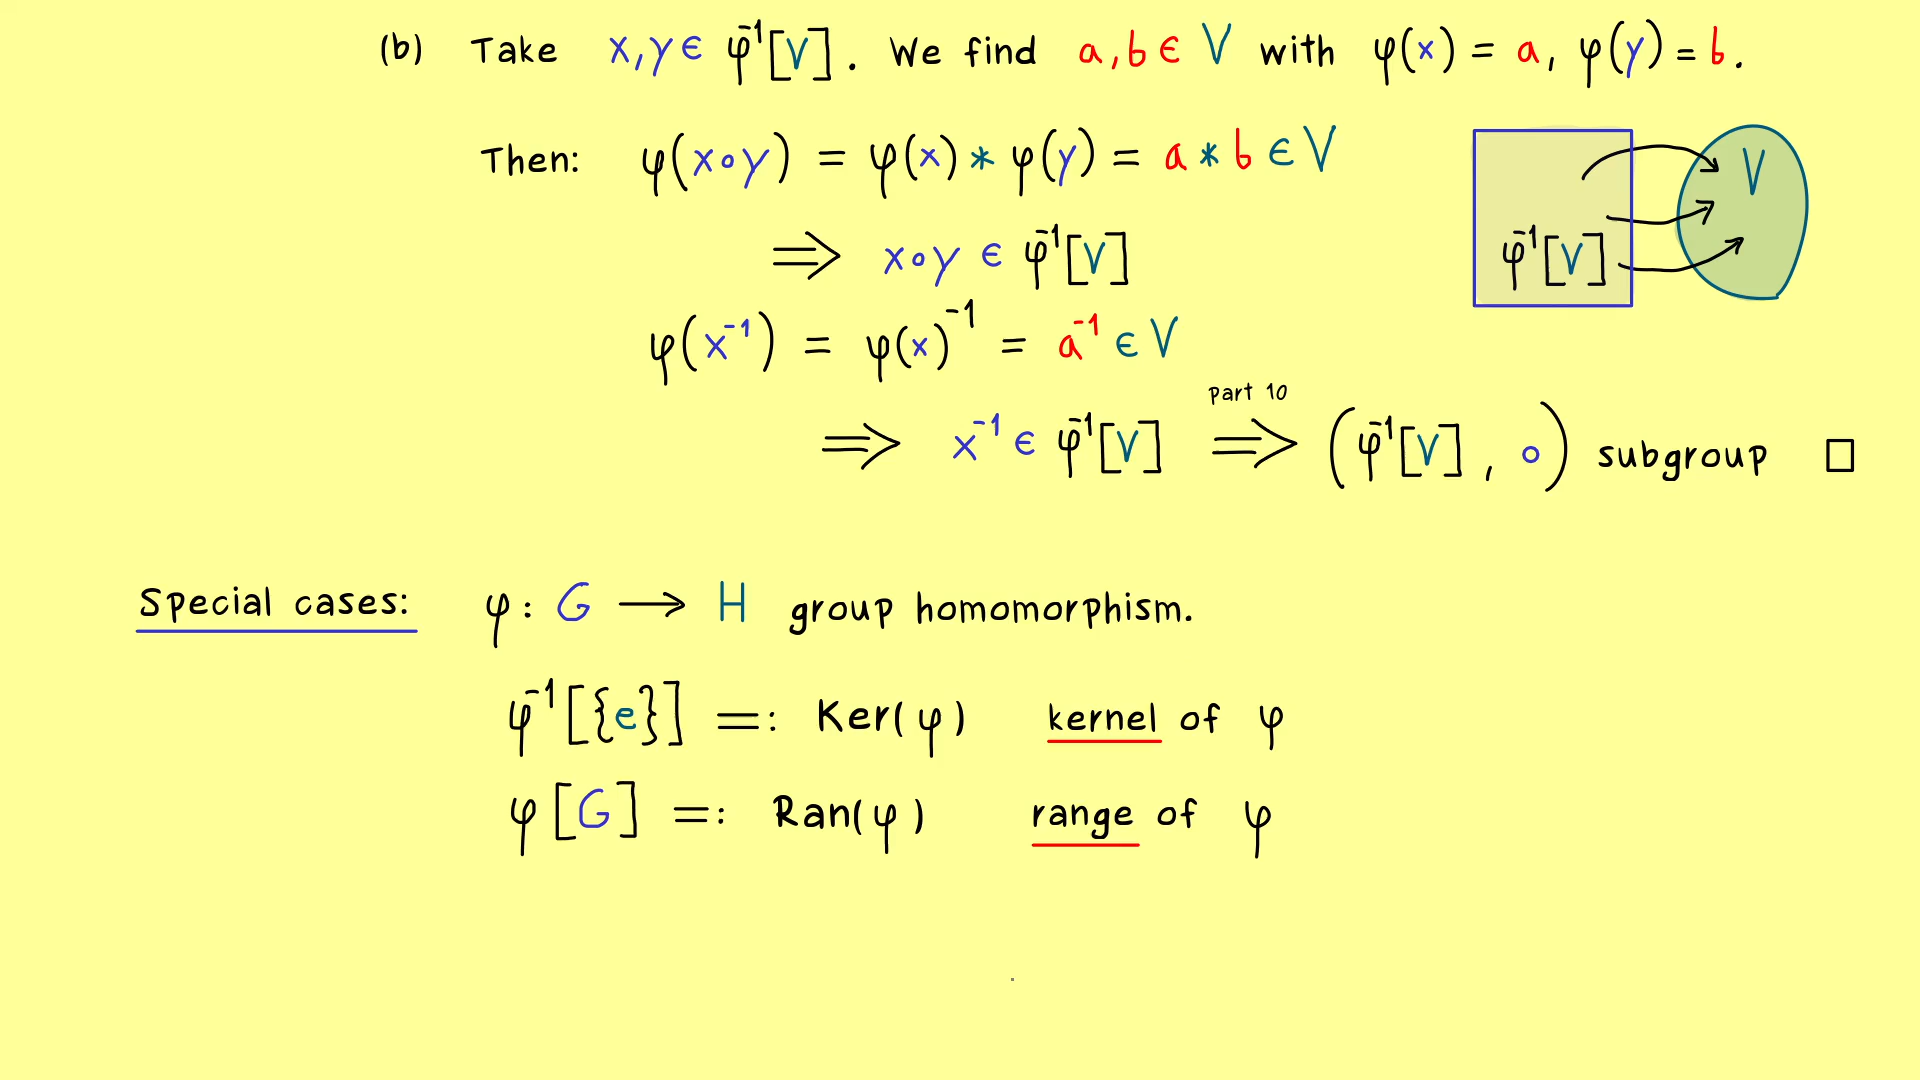 (b) Take x, y ∈ φ⁻¹[V]. We find a, b ∈ V with φ(x) = a, φ(y) = b.
Then: φ(x∘y) = φ(x) * φ(y) = a * b ∈ V
V
⟹ x∘y ∈ φ⁻¹[V]
φ⁻¹[V]
φ(x⁻¹) = φ(x)⁻¹ = a⁻¹ ∈ V
part 10
⟹ x⁻¹ ∈ φ⁻¹[V] ⟹ (φ⁻¹[V], ∘) subgroup □
Special cases: φ: G ⟶ H group homomorphism.
φ⁻¹[{e}] =: Ker(φ) kernel of φ
φ[G] =: Ran(φ) range of φ